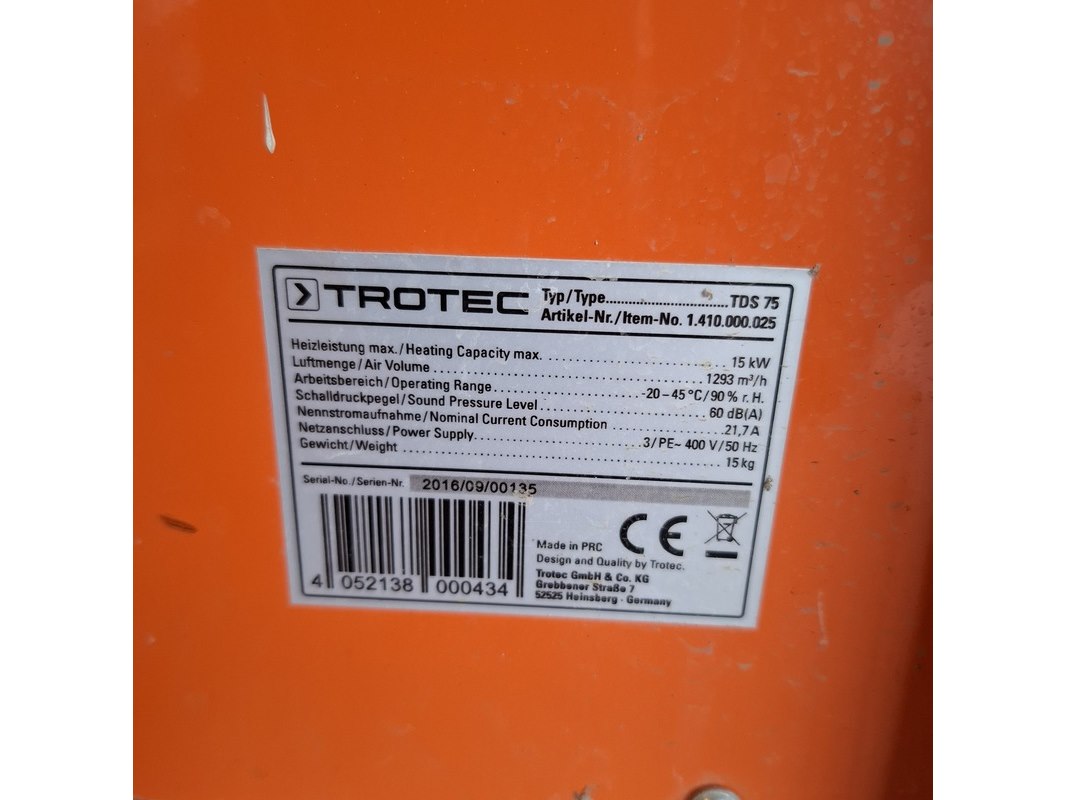 TROTEC
Typ/Type..............................TDS 75
Artikel-Nr./Item-No. 1.410.000.025
Heizleistung max./Heating Capacity max. ........................ 15 kW
Luftmenge/Air Volume ........................................ 1293 m³/h
Arbeitsbereich/Operating Range........................-20–45 °C/90 % r. H.
Schalldruckpegel/Sound Pressure Level........................ 60 dB(A)
Nennstromaufnahme/Nominal Current Consumption ................21,7 A
Netzanschluss/Power Supply........................3/PE~ 400 V/50 Hz
Gewicht/Weight ........................................ 15 kg
Serial-No./Serien-Nr. 2016/09/00135
4 052138 000434
CE
Made in PRC
Design and Quality by Trotec.
Trotec GmbH & Co. KG
Grebbener Straße 7
52525 Heinsberg · Germany